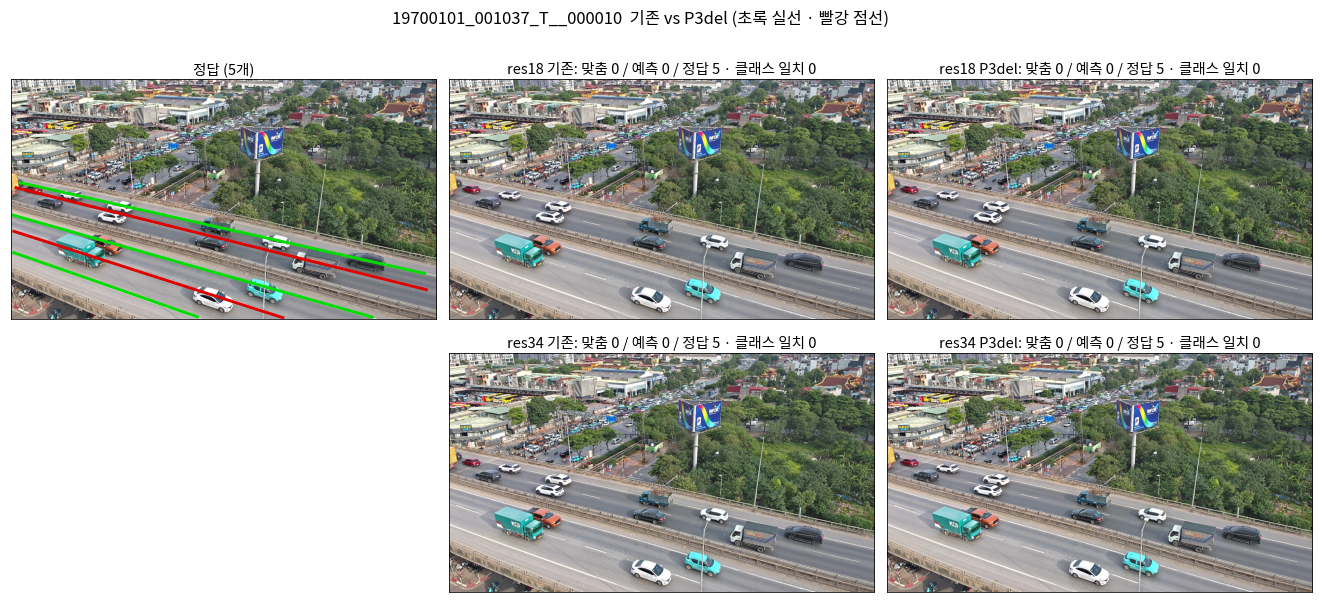 19700101_001037_T__000010  기존 vs P3del (초록 실선 · 빨강 점선)
정답 (5개)
res18 기존: 맞춤 0 / 예측 0 / 정답 5 · 클래스 일치 0
res18 P3del: 맞춤 0 / 예측 0 / 정답 5 · 클래스 일치 0
res34 기존: 맞춤 0 / 예측 0 / 정답 5 · 클래스 일치 0
res34 P3del: 맞춤 0 / 예측 0 / 정답 5 · 클래스 일치 0